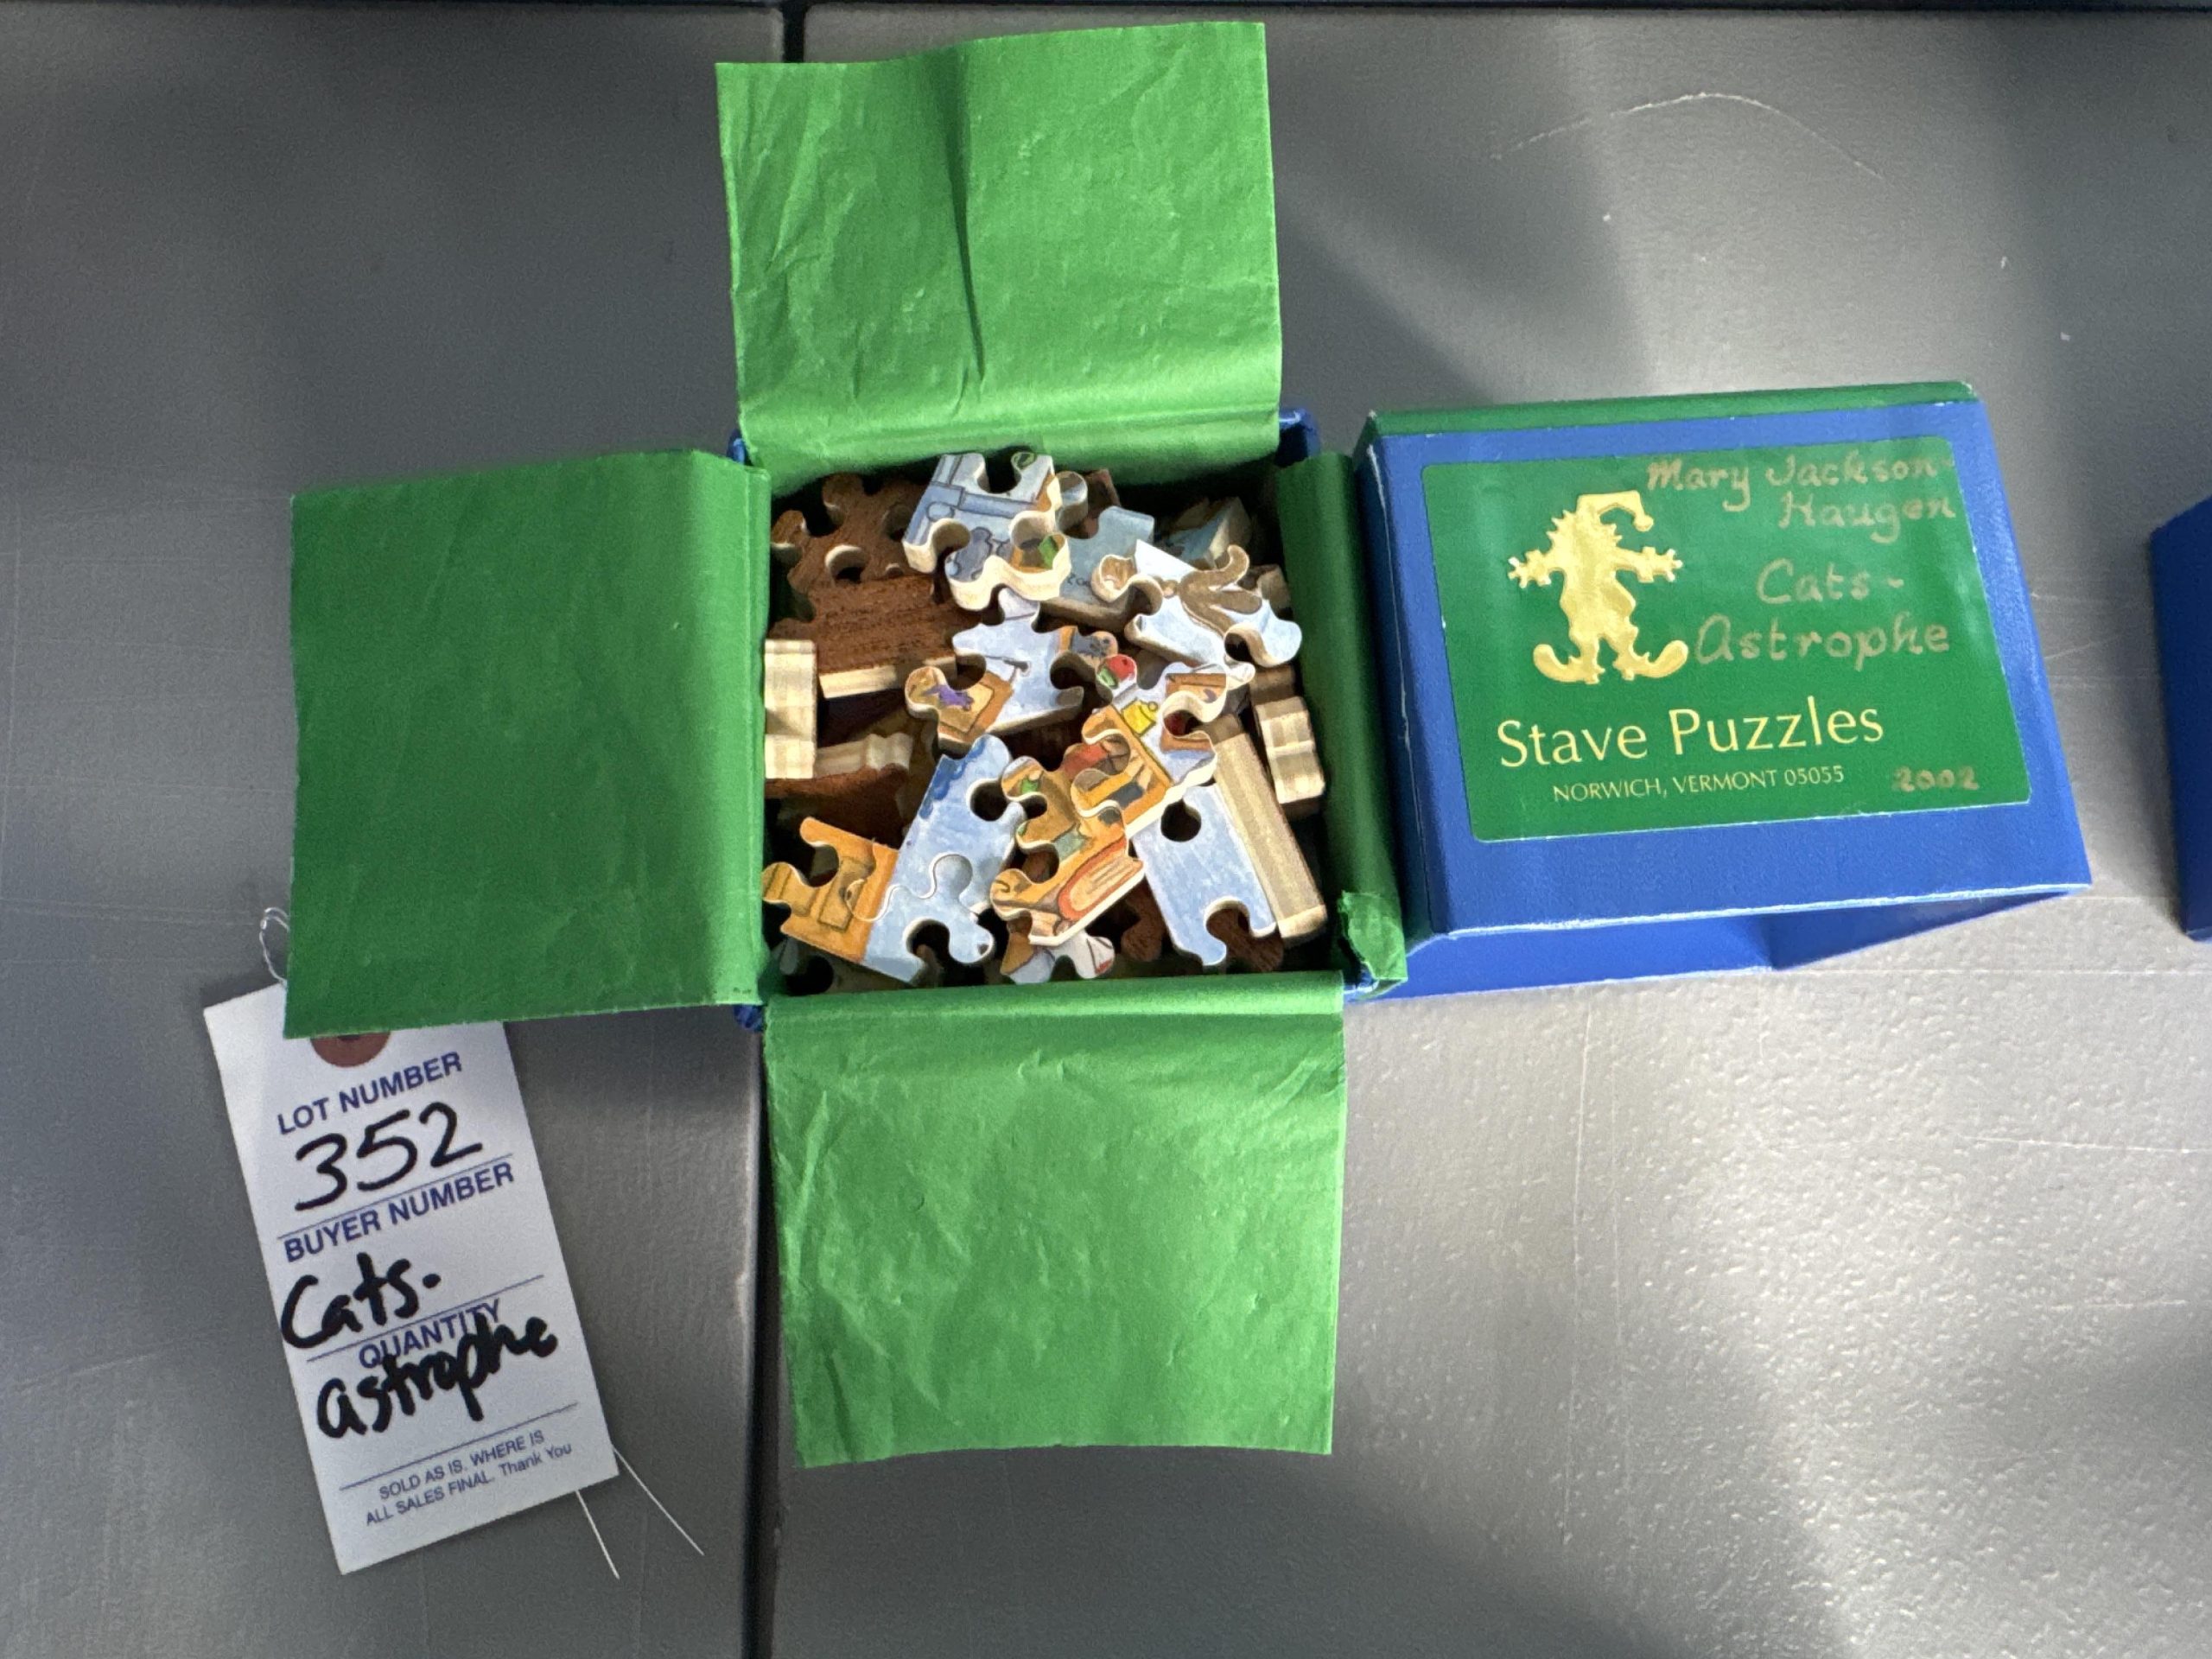 Mary Jackson-
Haugen
Cats-
Astrophe
Stave Puzzles
NORWICH, VERMONT 05055
2002
LOT NUMBER
352
BUYER NUMBER
Cats-
QUANTITY
astrophe
SOLD AS IS. WHERE IS
ALL SALES FINAL. Thank You